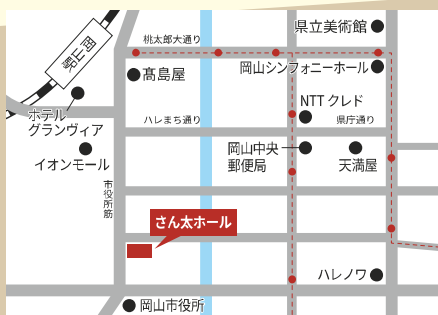 県立美術館
桃太郎大通り
岡山駅
髙島屋
岡山シンフォニーホール
NTT クレド
ホテル
グランヴィア
ハレまち通り
県庁通り
イオンモール
岡山中央
郵便局
天満屋
市役所筋
さん太ホール
ハレノワ
岡山市役所